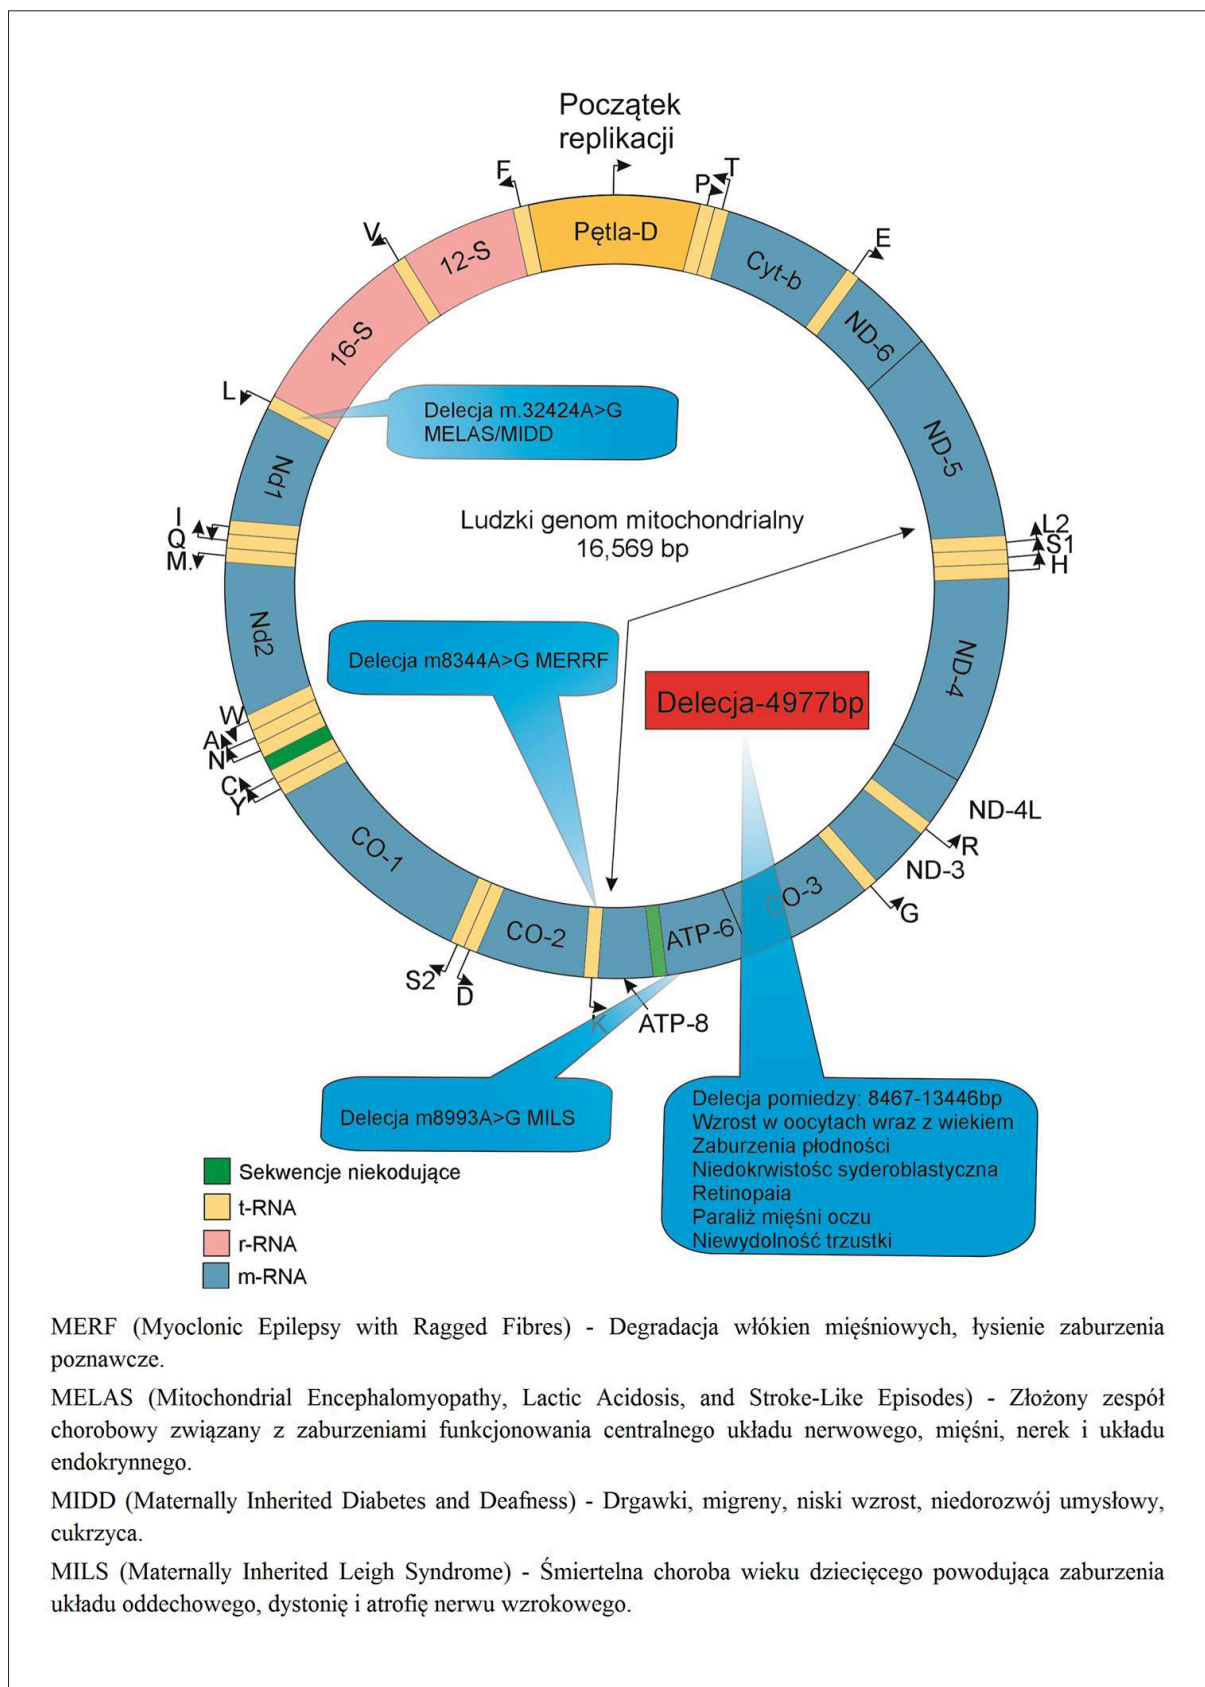 Początek
replikacji
F
P
T
V
E
Pętla-D
12-S
Cyt-b
16-S
ND-6
L
ND-5
Delecja m.32424A>G
MELAS/MIDD
Nd1
I
Q
M.
Ludzki genom mitochondrialny
16,569 bp
L2
S1
H
Nd2
Delecja m8344A>G MERRF
ND-4
Delecja-4977bp
W
A
N
C
Y
ND-4L
R
CO-1
ND-3
CO-3
G
CO-2
ATP-6
S2
D
K
ATP-8
Delecja m8993A>G MILS
Delecja pomiedzy: 8467-13446bp
Wzrost w oocytach wraz z wiekiem
Zaburzenia płodności
Niedokrwistośc syderoblastyczna
Retinopaia
Paraliż mięśni oczu
Niewydolność trzustki
Sekwencje niekodujące
t-RNA
r-RNA
m-RNA
MERF (Myoclonic Epilepsy with Ragged Fibres) - Degradacja włókien mięśniowych, łysienie zaburzenia
poznawcze.
MELAS (Mitochondrial Encephalomyopathy, Lactic Acidosis, and Stroke-Like Episodes) - Złożony zespół
chorobowy związany z zaburzeniami funkcjonowania centralnego układu nerwowego, mięśni, nerek i układu
endokrynnego.
MIDD (Maternally Inherited Diabetes and Deafness) - Drgawki, migreny, niski wzrost, niedorozwój umysłowy,
cukrzyca.
MILS (Maternally Inherited Leigh Syndrome) - Śmiertelna choroba wieku dziecięcego powodująca zaburzenia
układu oddechowego, dystonię i atrofię nerwu wzrokowego.